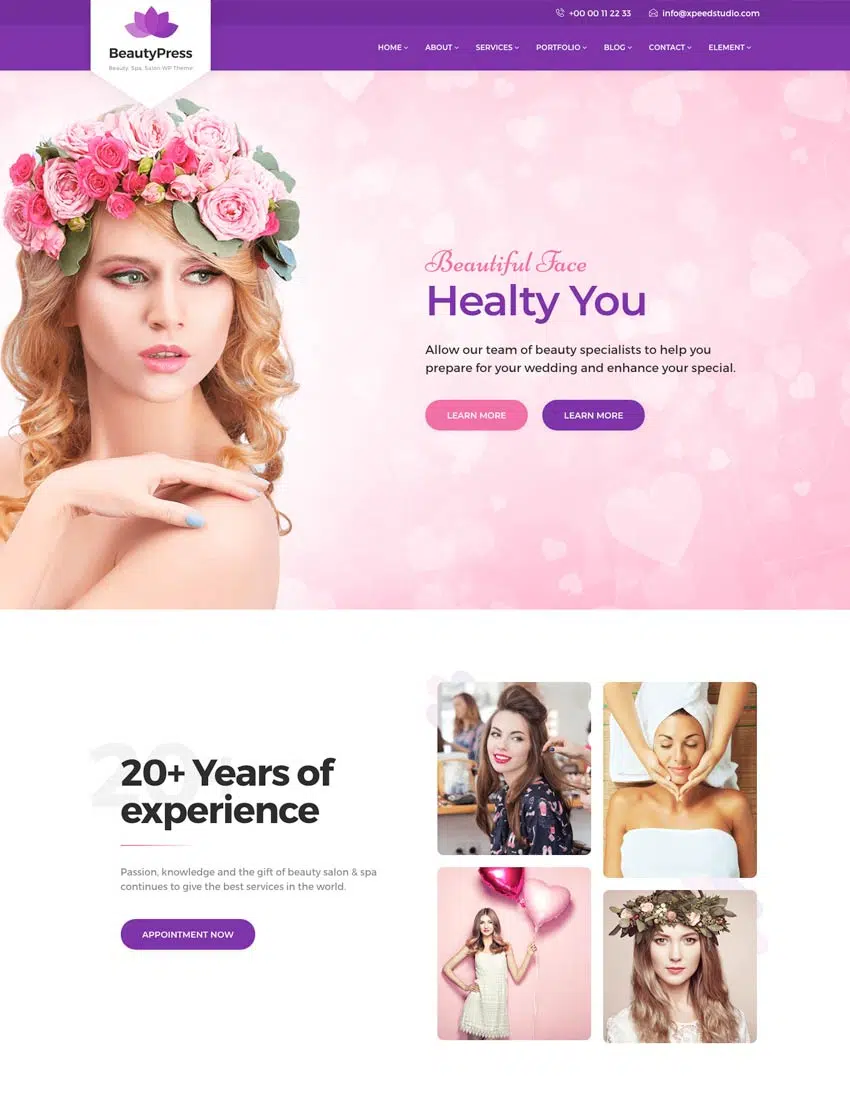 +00 00 11 22 33 info@xpeedstudio.com
BeautyPress
Beauty, Spa, Salon WP Theme
HOME ABOUT SERVICES PORTFOLIO BLOG CONTACT ELEMENT
Beautiful Face
Healty You
Allow our team of beauty specialists to help you
prepare for your wedding and enhance your special.
LEARN MORE LEARN MORE
20+
20+ Years of
experience
Passion, knowledge and the gift of beauty salon & spa
continues to give the best services in the world.
APPOINTMENT NOW